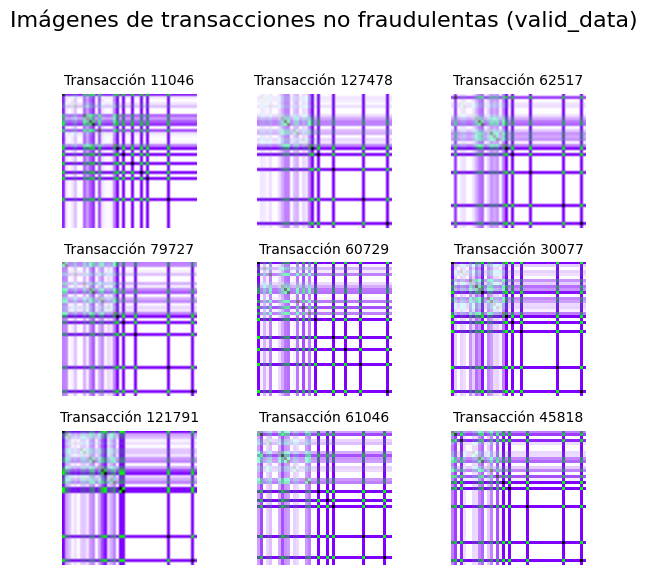 Imágenes de transacciones no fraudulentas (valid_data)
Transacción 11046
Transacción 127478
Transacción 62517
Transacción 79727
Transacción 60729
Transacción 30077
Transacción 121791
Transacción 61046
Transacción 45818